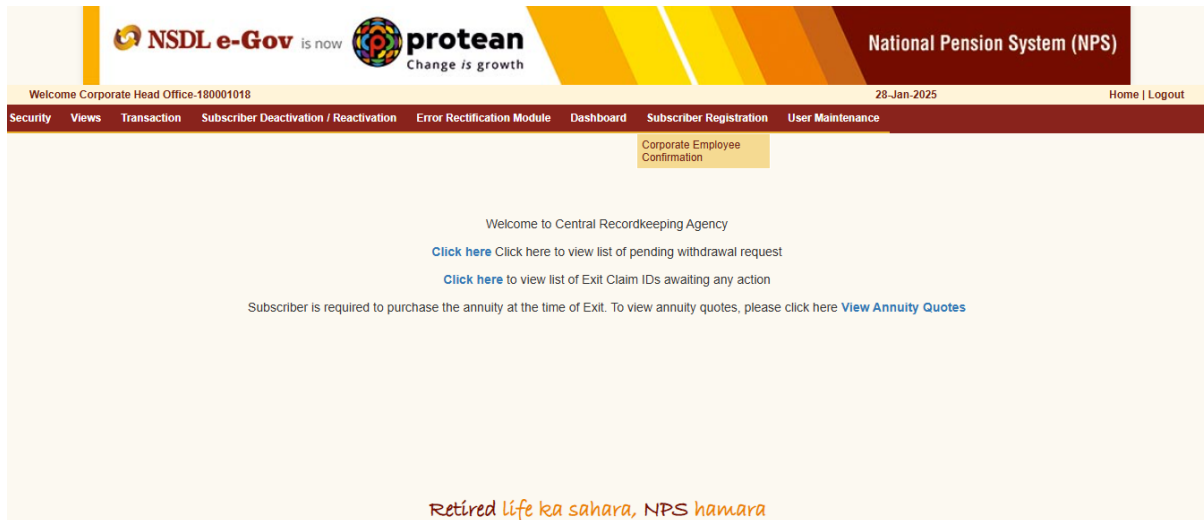 NSDL e-Gov is now protean
Change is growth
National Pension System (NPS)
Welcome Corporate Head Office-180001018 28-Jan-2025 Home | Logout
Security Views Transaction Subscriber Deactivation / Reactivation Error Rectification Module Dashboard Subscriber Registration User Maintenance
Corporate Employee
Confirmation
Welcome to Central Recordkeeping Agency
Click here Click here to view list of pending withdrawal request
Click here to view list of Exit Claim IDs awaiting any action
Subscriber is required to purchase the annuity at the time of Exit. To view annuity quotes, please click here View Annuity Quotes
Retired life ka sahara, NPS hamara